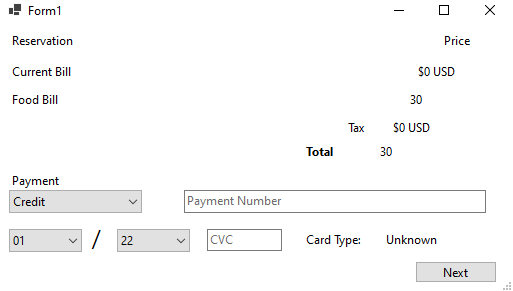 Form1
Reservation Price
Current Bill $0 USD
Food Bill 30
Tax $0 USD
Total 30
Payment
Credit Payment Number
01 / 22 CVC Card Type: Unknown
Next